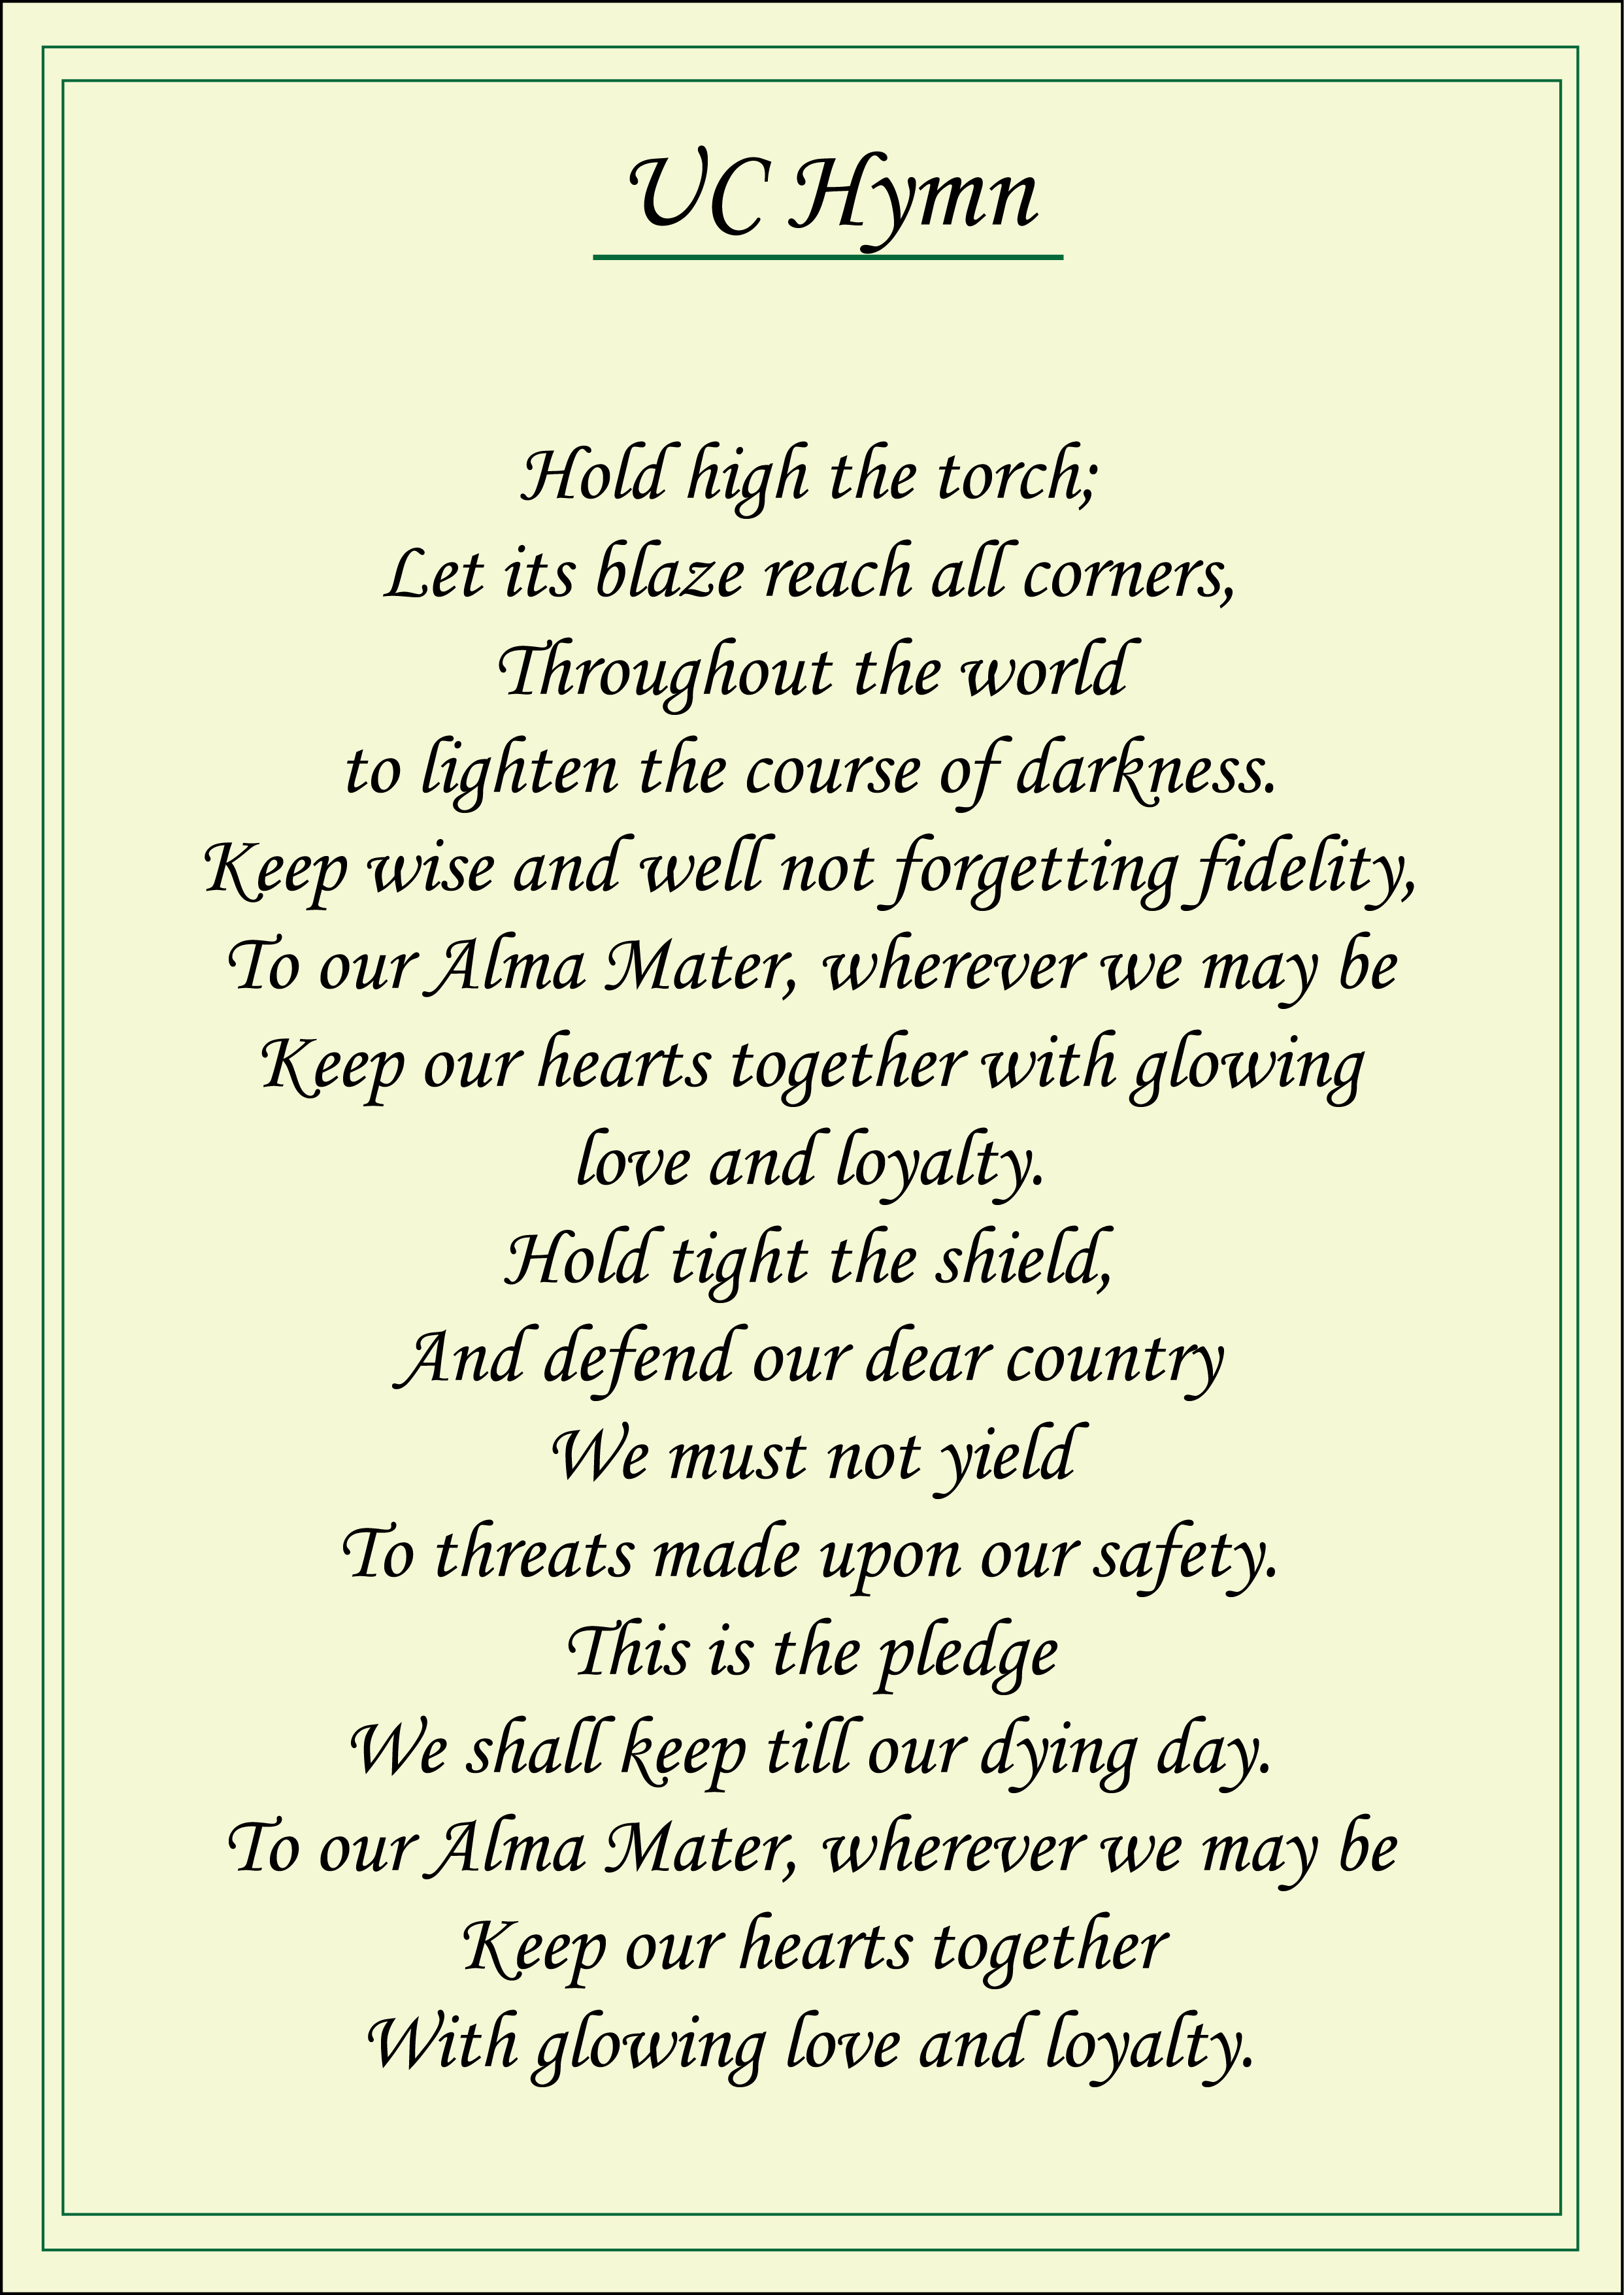 UC Hymn
Hold high the torch;
Let its blaze reach all corners,
Throughout the world
to lighten the course of darkness.
Keep wise and well not forgetting fidelity,
To our Alma Mater, wherever we may be
Keep our hearts together with glowing
love and loyalty.
Hold tight the shield,
And defend our dear country
We must not yield
To threats made upon our safety.
This is the pledge
We shall keep till our dying day.
To our Alma Mater, wherever we may be
Keep our hearts together
With glowing love and loyalty.